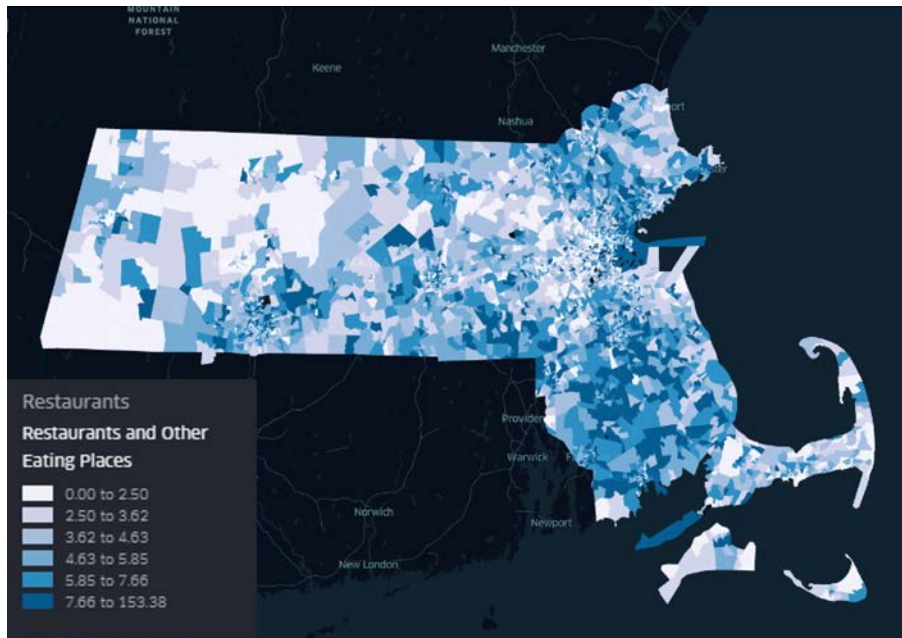 MOUNTAIN
NATIONAL
FOREST
Manchester
Keene
Nashua
Providen
Warwick
Norwich
Newport
New London
Restaurants
Restaurants and Other
Eating Places
0.00 to 2.50
2.50 to 3.62
3.62 to 4.63
4.63 to 5.85
5.85 to 7.66
7.66 to 153.38